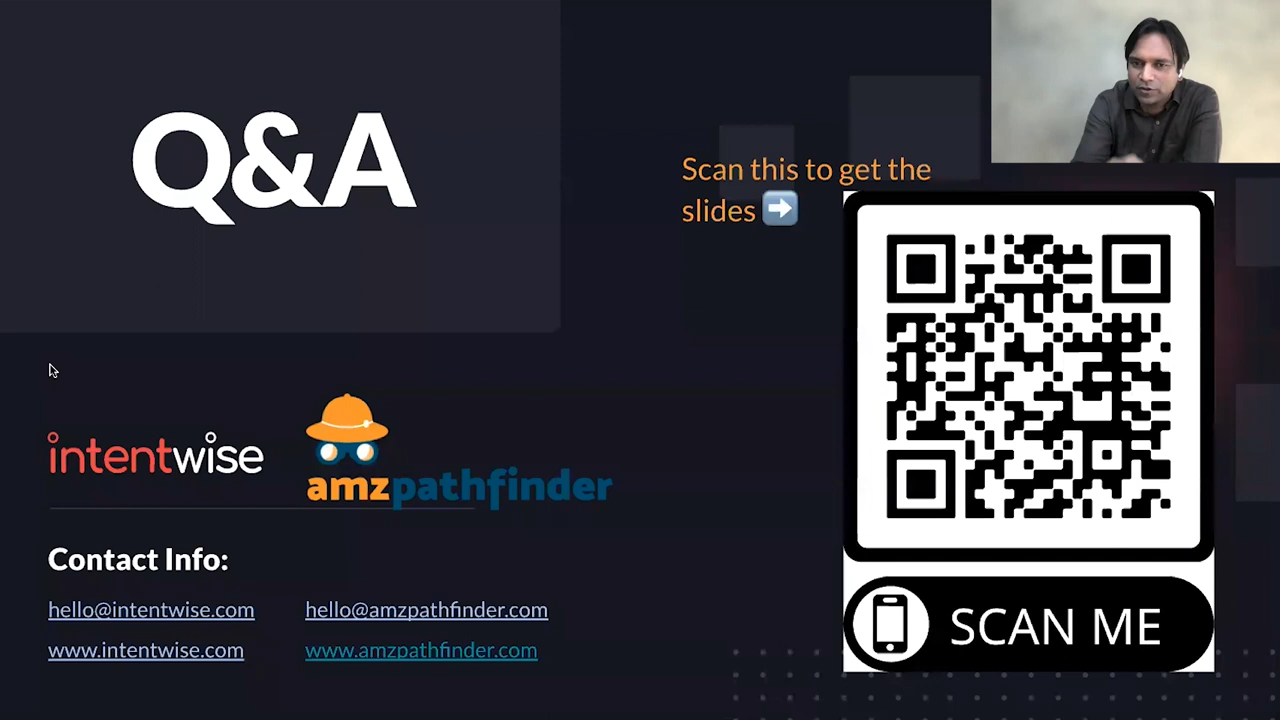 Q&A
Scan this to get the
slides ➡️
intentwise
amzpathfinder
Contact Info:
hello@intentwise.com
hello@amzpathfinder.com
www.intentwise.com
www.amzpathfinder.com
SCAN ME